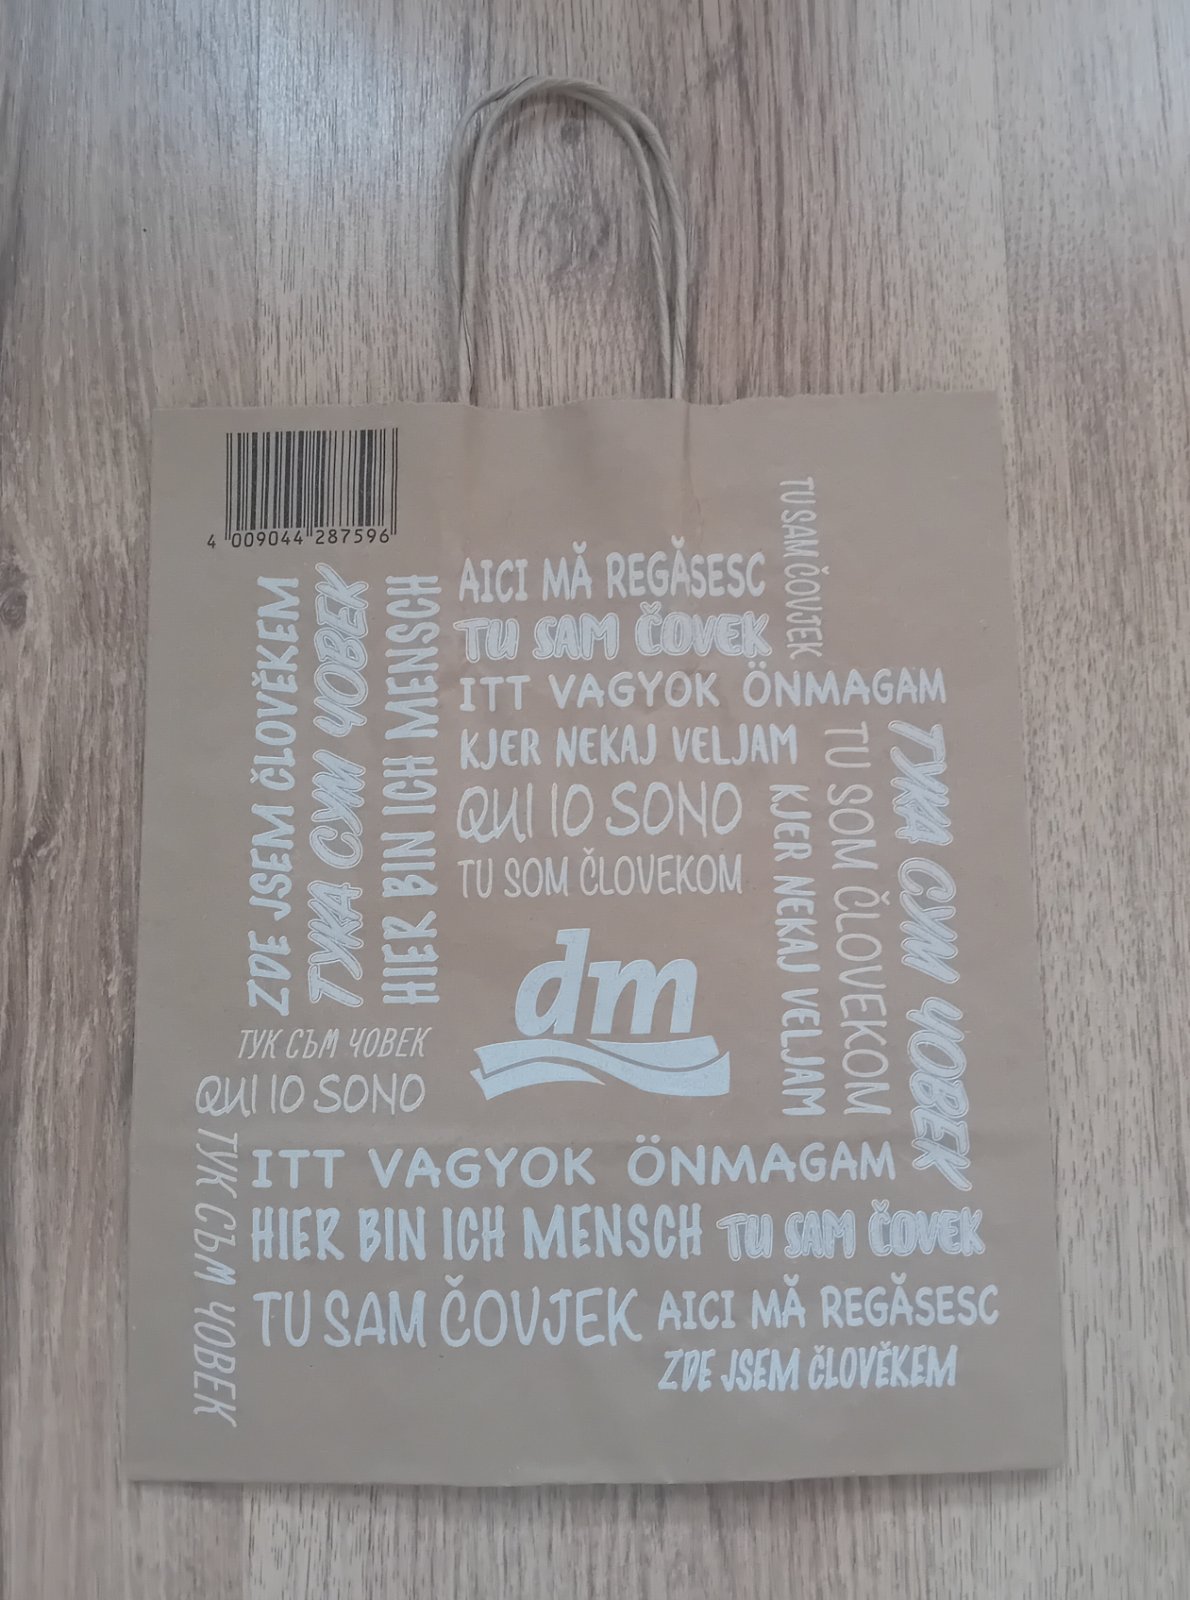 4 009044 287596
TU SAM ČOVJEK
AICI MĂ REGĂSESC
TU SAM ČOVEK
ITT VAGYOK ÖNMAGAM
KJER NEKAJ VELJAM
QUI IO SONO
TU SOM ČLOVEKOM
ZDE JSEM ČLOVĚKEM
ТУКА СУМ ЧОВЕК
HIER BIN ICH MENSCH
KJER NEKAJ VELJAM
TU SOM ČLOVEKOM
ТУКА СУМ ЧОВЕК
dm
ТУК СЪМ ЧОВЕК
QUI IO SONO
ТУК СЪМ ЧОВЕК
ITT VAGYOK ÖNMAGAM
HIER BIN ICH MENSCH TU SAM ČOVEK
TU SAM ČOVJEK AICI MĂ REGĂSESC
ZDE JSEM ČLOVĚKEM